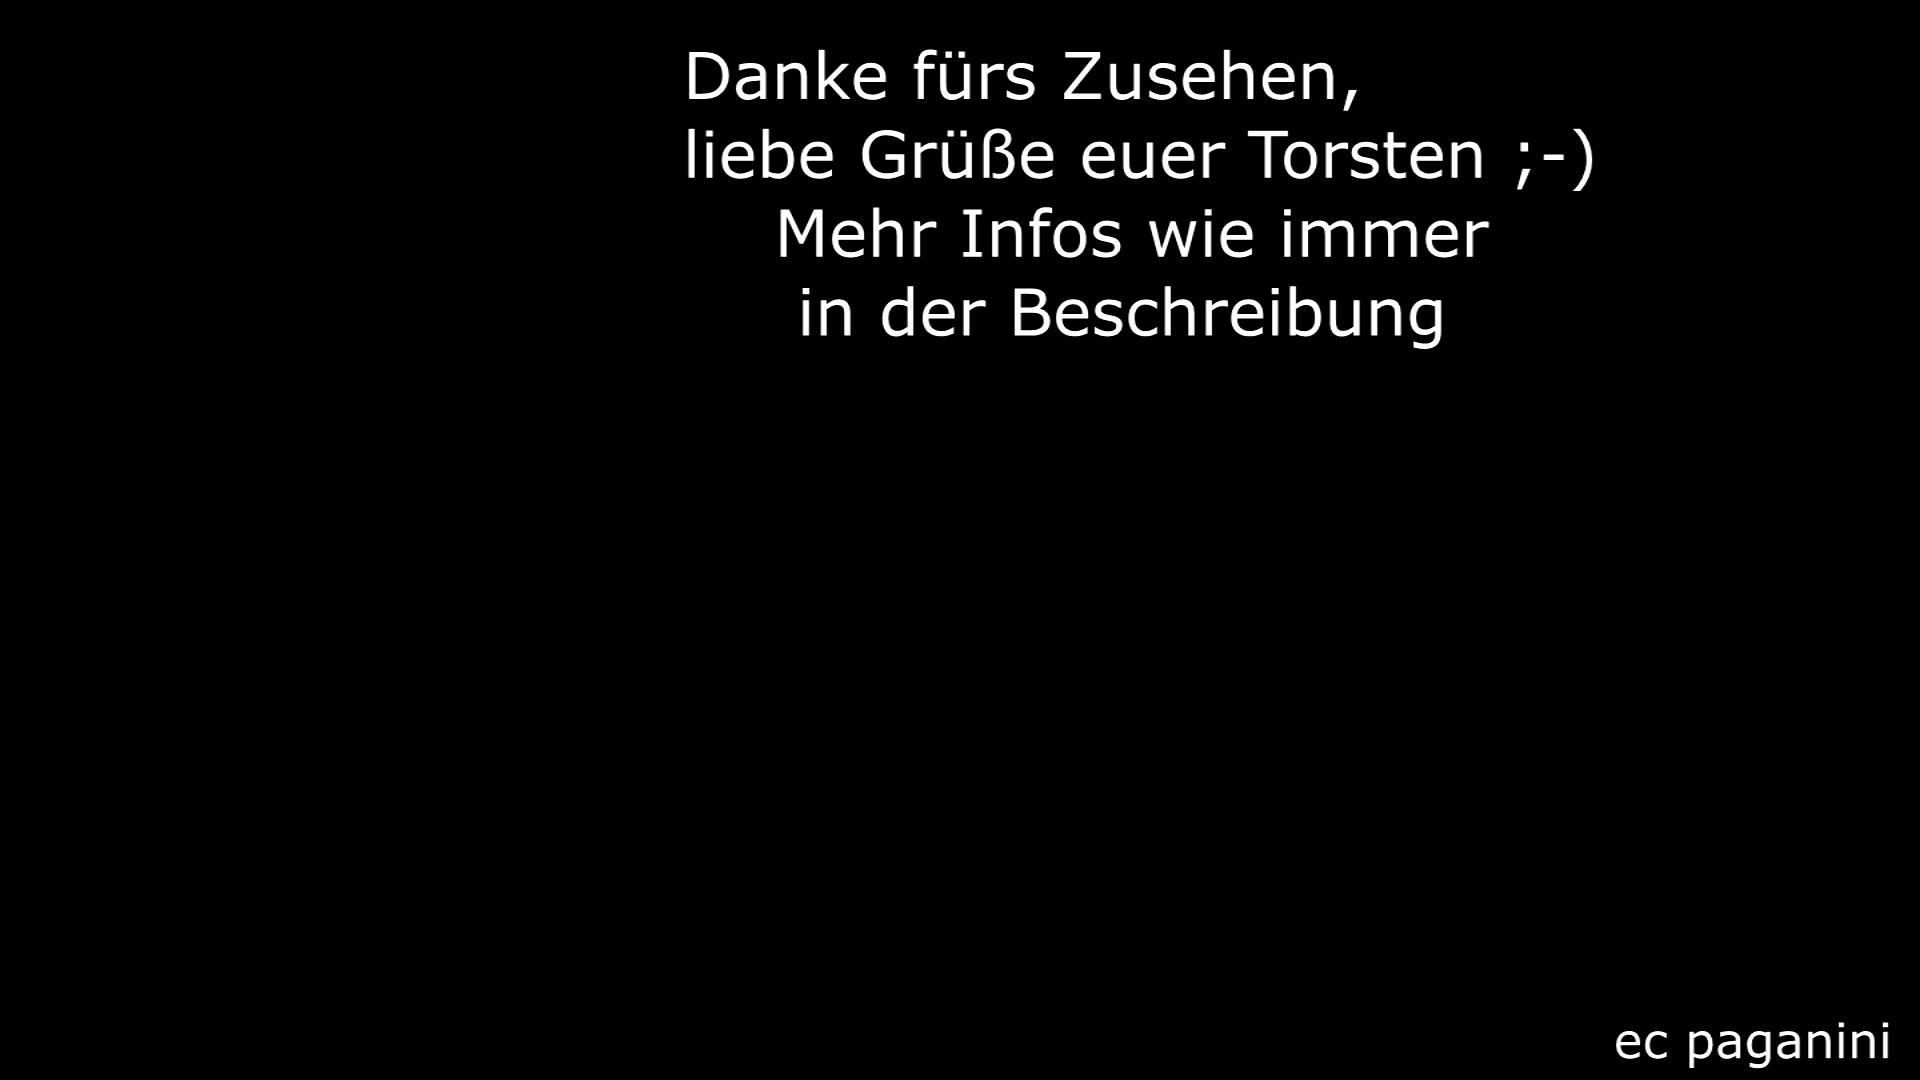 Danke fürs Zusehen,
liebe Grüße euer Torsten ;-)
Mehr Infos wie immer
in der Beschreibung
ec paganini